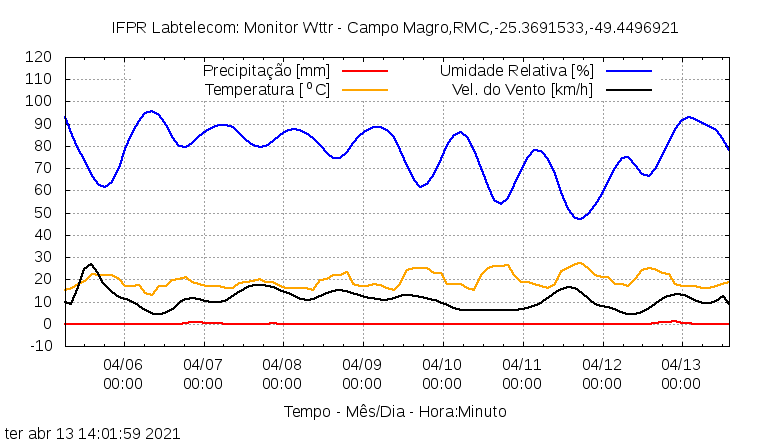 IFPR Labtelecom: Monitor Wttr - Campo Magro,RMC,-25.3691533,-49.4496921
Precipitação [mm]
Umidade Relativa [%]
Temperatura [⁰C]
Vel. do Vento [km/h]
120
110
100
90
80
70
60
50
40
30
20
10
0
-10
04/06 04/07 04/08 04/09 04/10 04/11 04/12 04/13
00:00 00:00 00:00 00:00 00:00 00:00 00:00 00:00
Tempo - Mês/Dia - Hora:Minuto
ter abr 13 14:01:59 2021